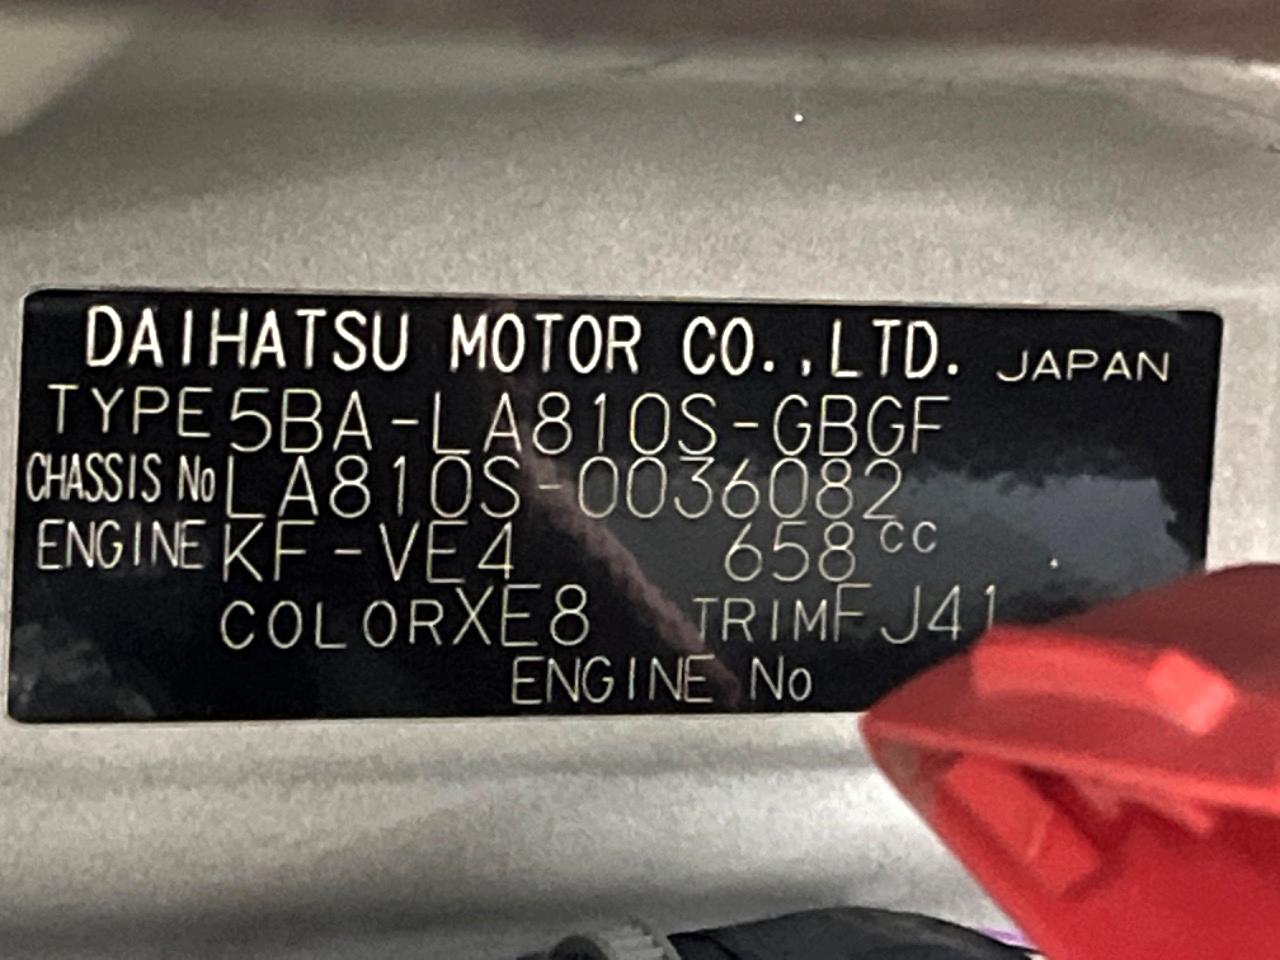 DAIHATSU MOTOR CO.,LTD. JAPAN
TYPE 5BA-LA810S-GBGF
CHASSIS No LA810S-0036082
ENGINE KF-VE4 658cc
COLOR XE8 TRIM FJ41
ENGINE No